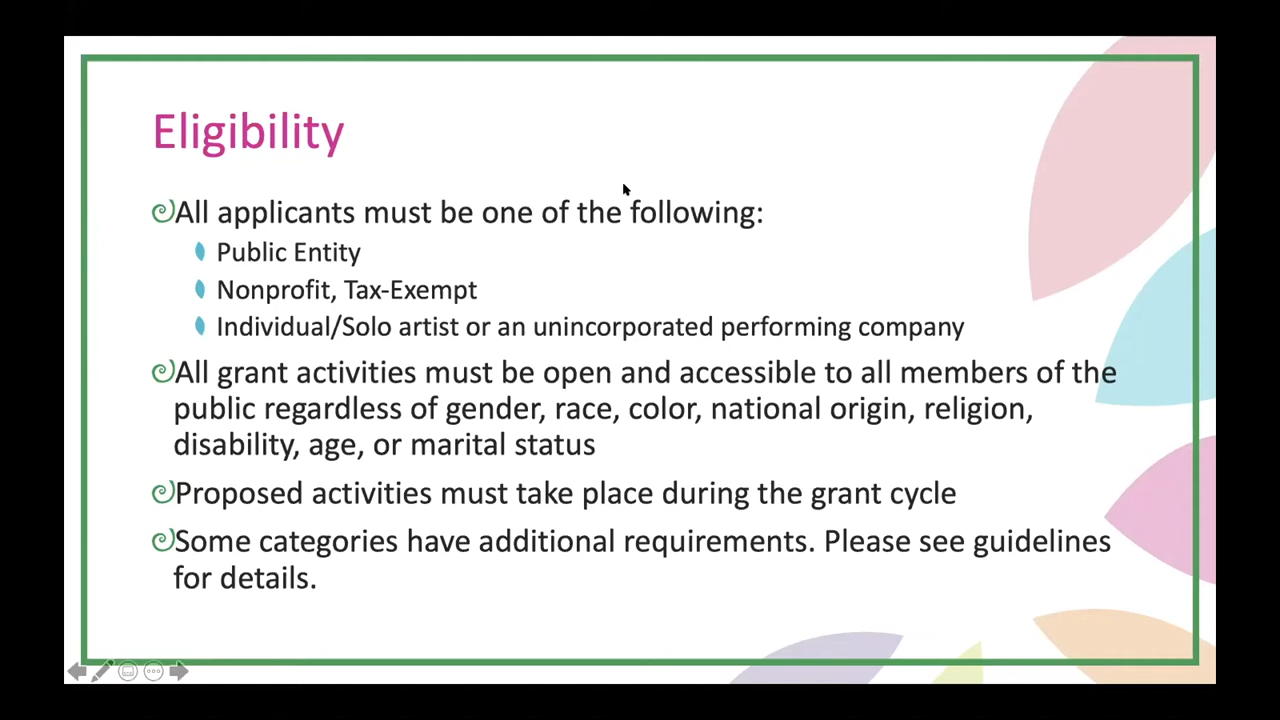 Eligibility
All applicants must be one of the following:
Public Entity
Nonprofit, Tax-Exempt
Individual/Solo artist or an unincorporated performing company
All grant activities must be open and accessible to all members of the
public regardless of gender, race, color, national origin, religion,
disability, age, or marital status
Proposed activities must take place during the grant cycle
Some categories have additional requirements. Please see guidelines
for details.